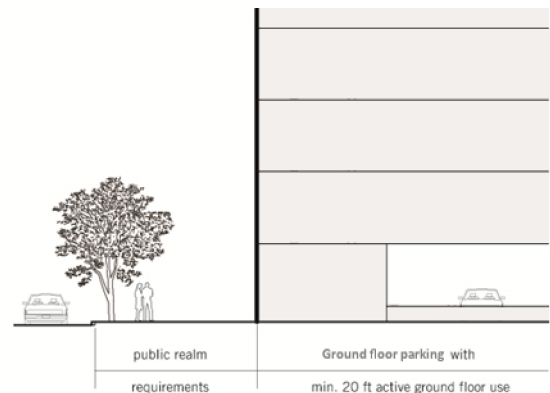 public realm
requirements
Ground floor parking with
min. 20 ft active ground floor use